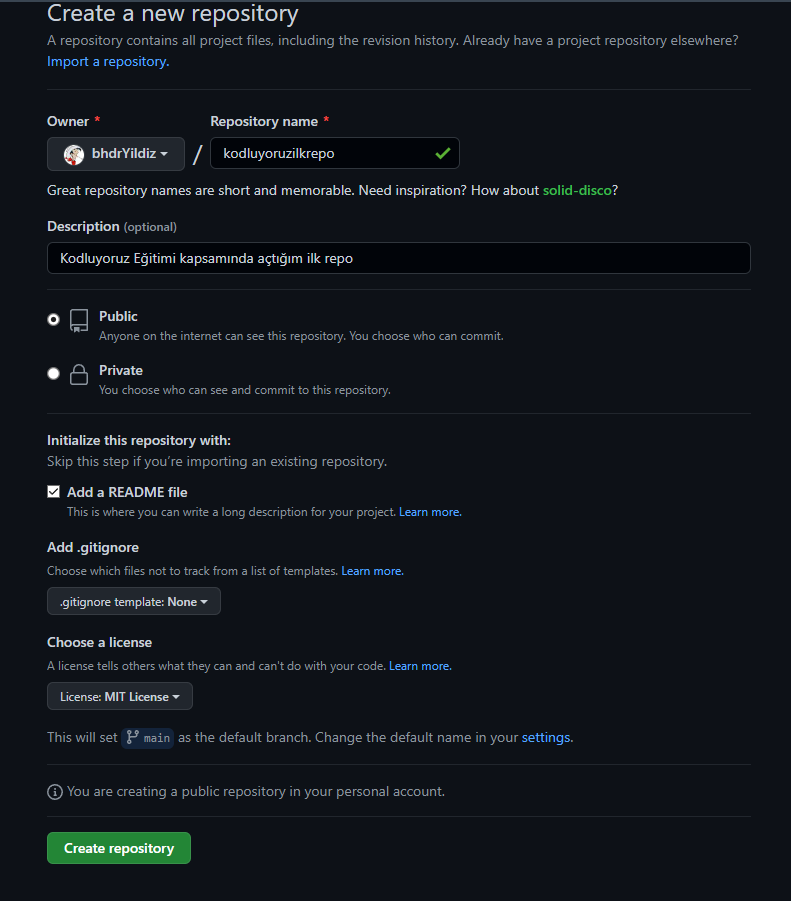 Create a new repository
A repository contains all project files, including the revision history. Already have a project repository elsewhere?
Import a repository.
Owner * Repository name *
bhdrYildiz / kodluyoruzilkrepo
Great repository names are short and memorable. Need inspiration? How about solid-disco?
Description (optional)
Kodluyoruz Eğitimi kapsamında açtığım ilk repo
Public
Anyone on the internet can see this repository. You choose who can commit.
Private
You choose who can see and commit to this repository.
Initialize this repository with:
Skip this step if you're importing an existing repository.
Add a README file
This is where you can write a long description for your project. Learn more.
Add .gitignore
Choose which files not to track from a list of templates. Learn more.
.gitignore template: None
Choose a license
A license tells others what they can and can't do with your code. Learn more.
License: MIT License
This will set main as the default branch. Change the default name in your settings.
You are creating a public repository in your personal account.
Create repository